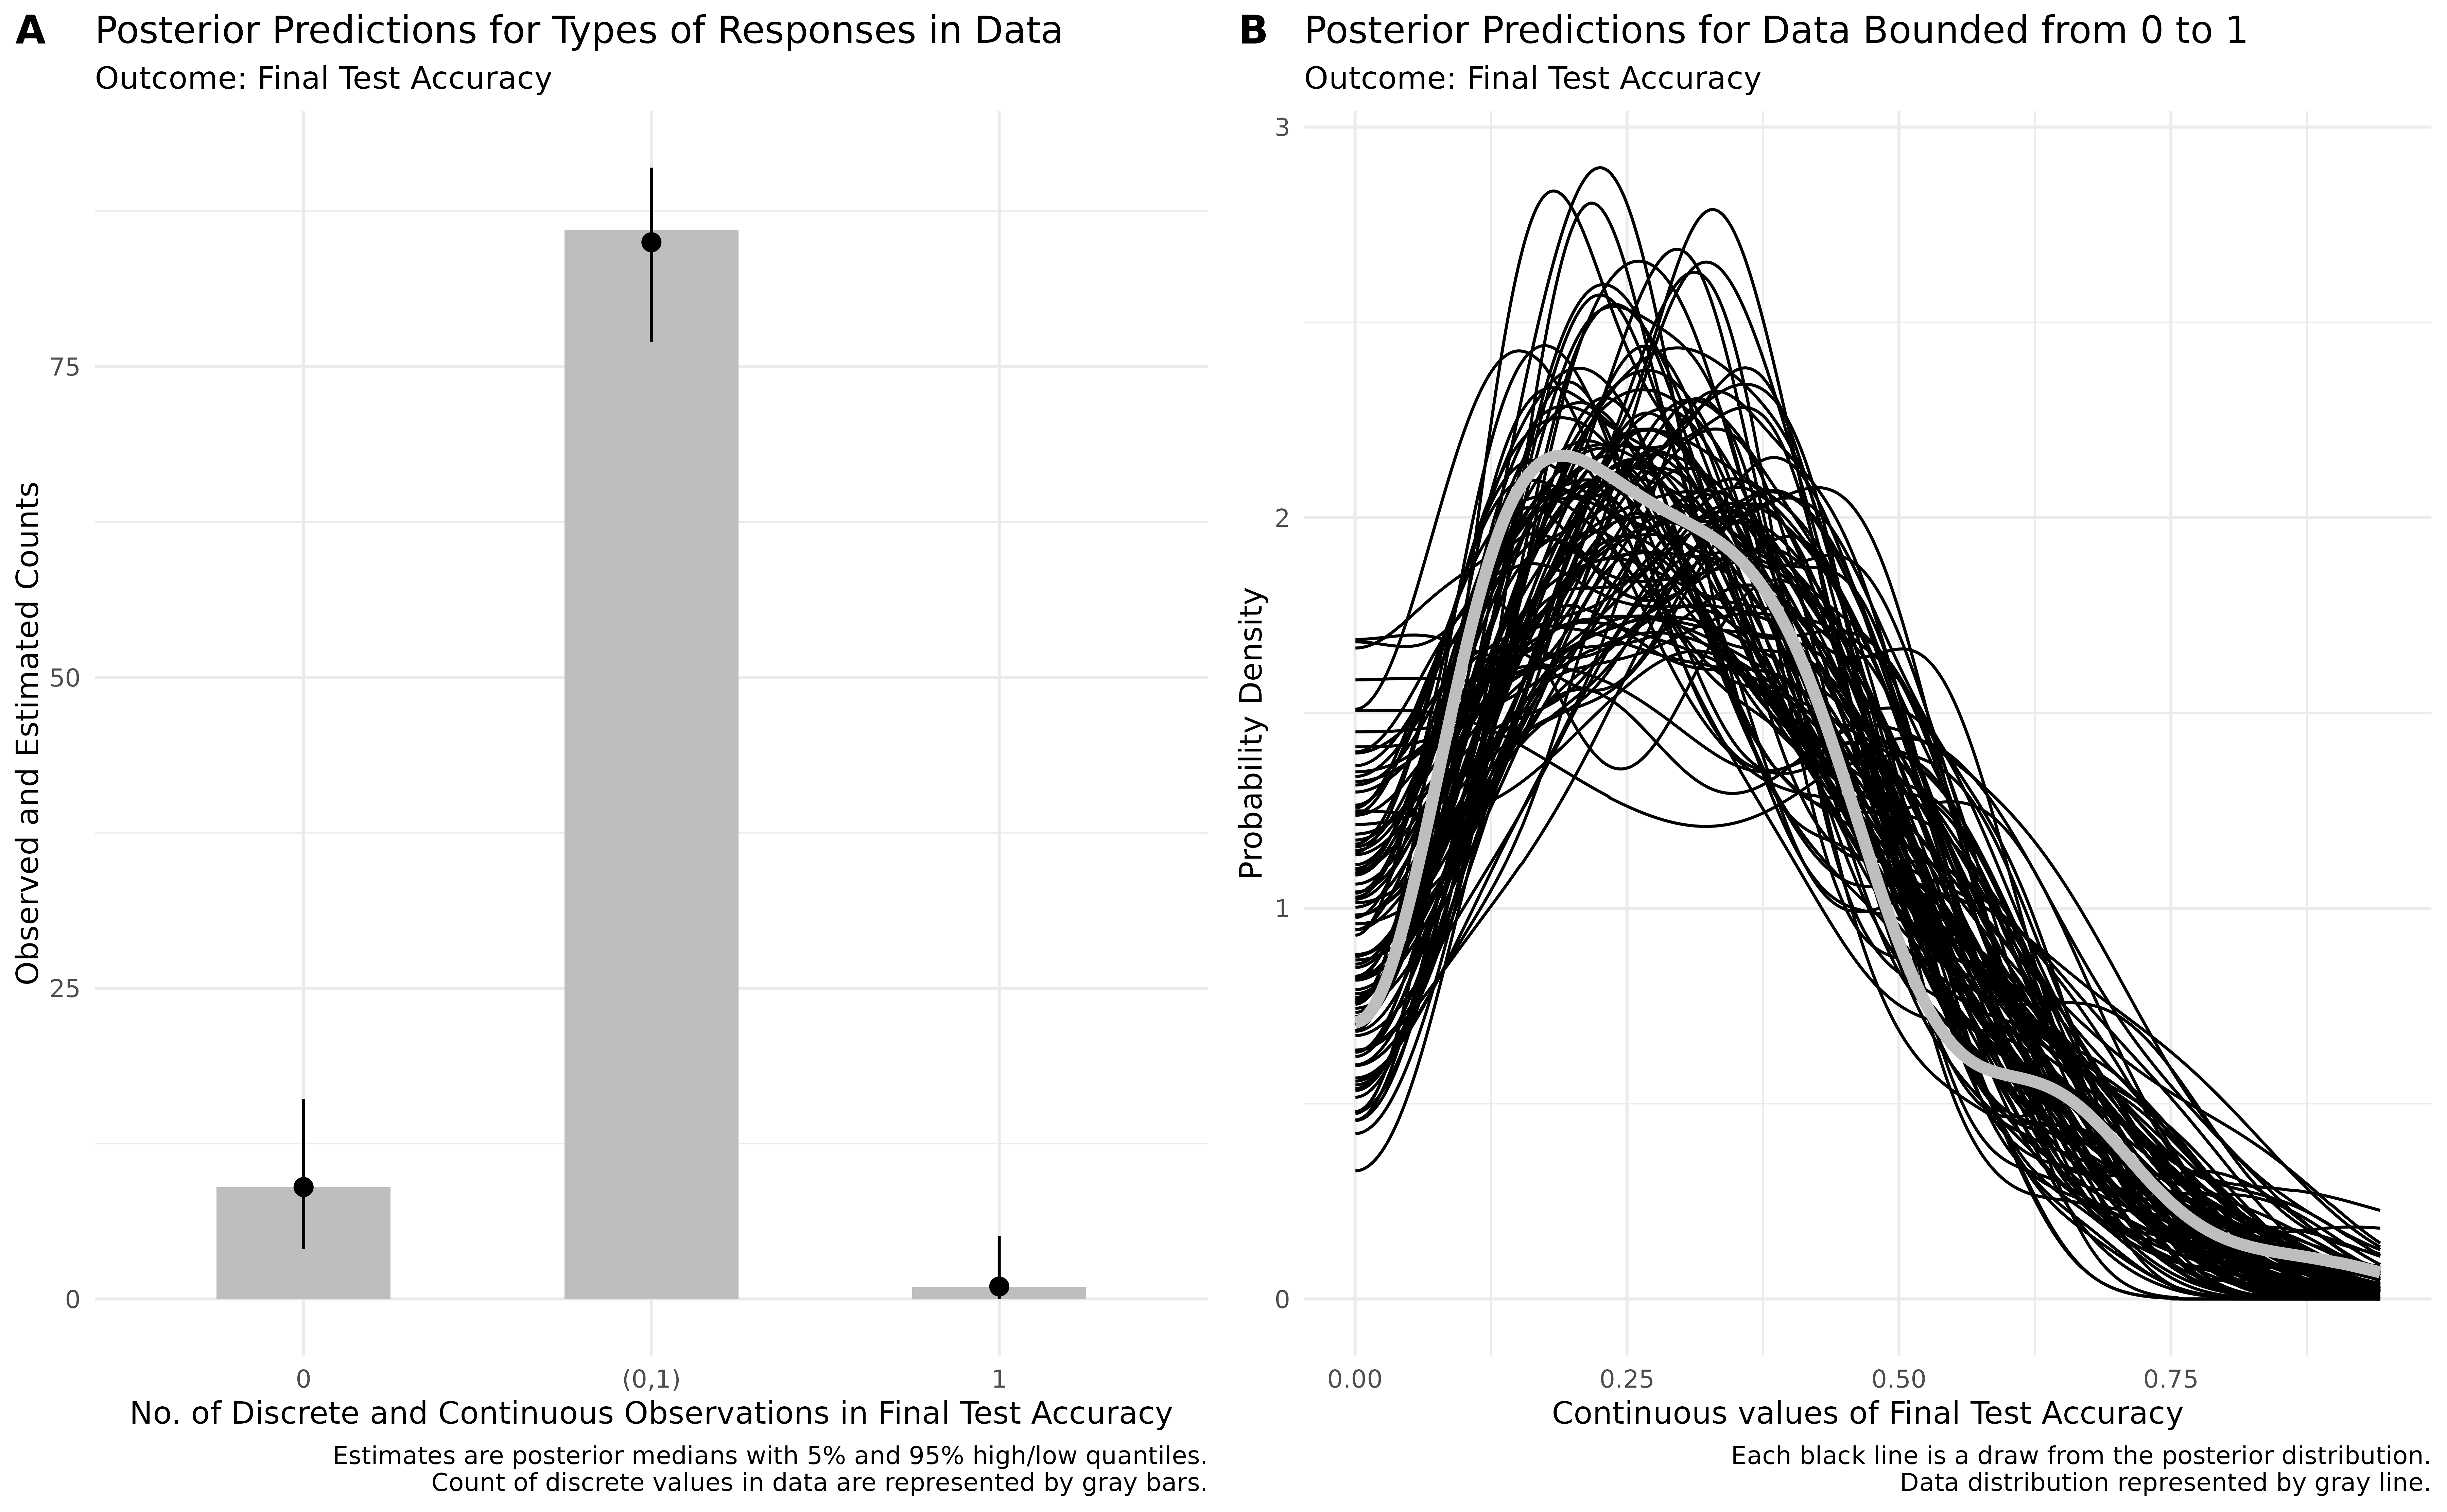 A
Posterior Predictions for Types of Responses in Data
Outcome: Final Test Accuracy
Observed and Estimated Counts
75
50
25
0
0
(0,1)
1
No. of Discrete and Continuous Observations in Final Test Accuracy
Estimates are posterior medians with 5% and 95% high/low quantiles.
Count of discrete values in data are represented by gray bars.
B
Posterior Predictions for Data Bounded from 0 to 1
Outcome: Final Test Accuracy
Probability Density
3
2
1
0
0.00
0.25
0.50
0.75
Continuous values of Final Test Accuracy
Each black line is a draw from the posterior distribution.
Data distribution represented by gray line.